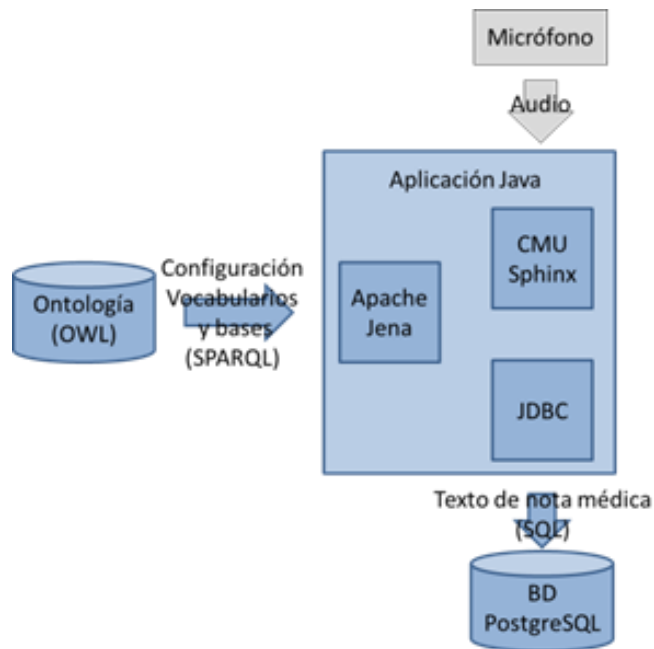 Micrófono
Audio
Aplicación Java
CMU
Sphinx
Configuración
Vocabularios
y bases
(SPARQL)
Ontología
(OWL)
Apache
Jena
JDBC
Texto de nota médica
(SQL)
BD
PostgreSQL